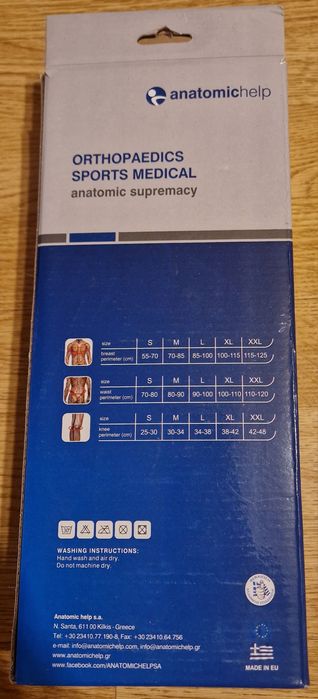 anatomichelp
ORTHOPAEDICS
SPORTS MEDICAL
anatomic supremacy
size S M L XL XXL
breast perimeter (cm) 55-70 70-85 85-100 100-115 115-125
size S M L XL XXL
waist perimeter (cm) 70-80 80-90 90-100 100-110 110-120
size S M L XL XXL
knee perimeter (cm) 25-30 30-34 34-38 38-42 42-48
WASHING INSTRUCTIONS:
Hand wash and air dry.
Do not machine dry.
Anatomic help s.a.
N. Santa, 61100 Kilkis - Greece
Tel: +30 23410.77.190-8, Fax: +30 23410.64.756
e-mail: info@anatomichelp.com, info@anatomichelp.gr
www.anatomichelp.gr
www.facebook.com/ANATOMICHELPSA
MADE IN EU